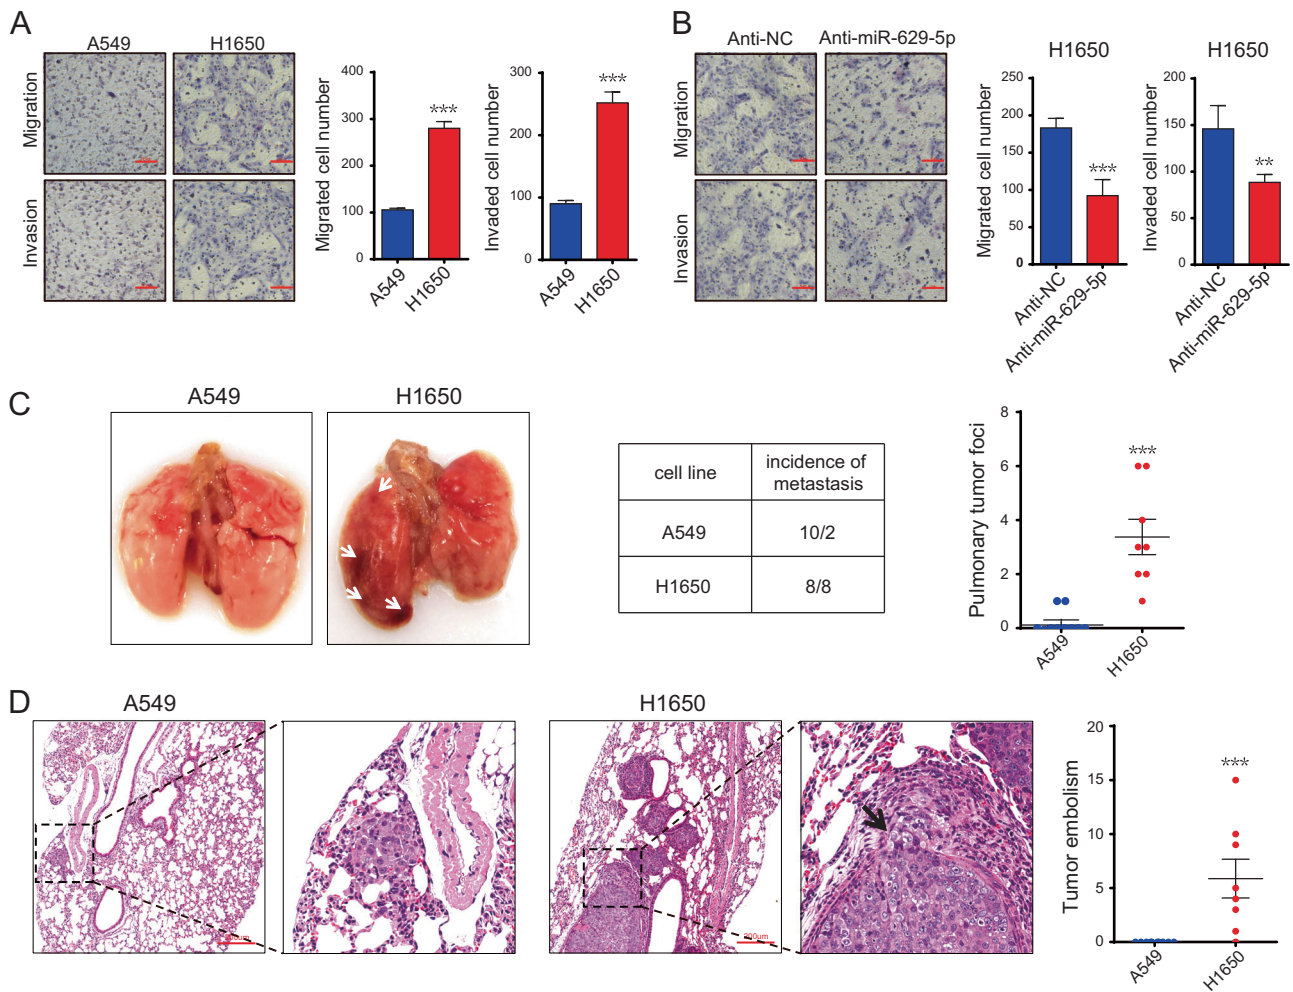 A
A549
H1650
Migration
Invasion
Migrated cell number
400
300
200
100
0
***
A549
H1650
Invaded cell number
300
200
100
0
***
A549
H1650
B
Anti-NC
Anti-miR-629-5p
Migration
Invasion
H1650
Migrated cell number
250
200
150
100
50
0
***
Anti-NC
Anti-miR-629-5p
H1650
Invaded cell number
200
150
100
50
0
**
Anti-NC
Anti-miR-629-5p
C
A549
H1650
cell line
incidence of
metastasis
A549
10/2
H1650
8/8
Pulmonary tumor foci
8
6
4
2
0
***
A549
H1650
D
A549
200um
H1650
200um
Tumor embolism
20
15
10
5
0
***
A549
H1650